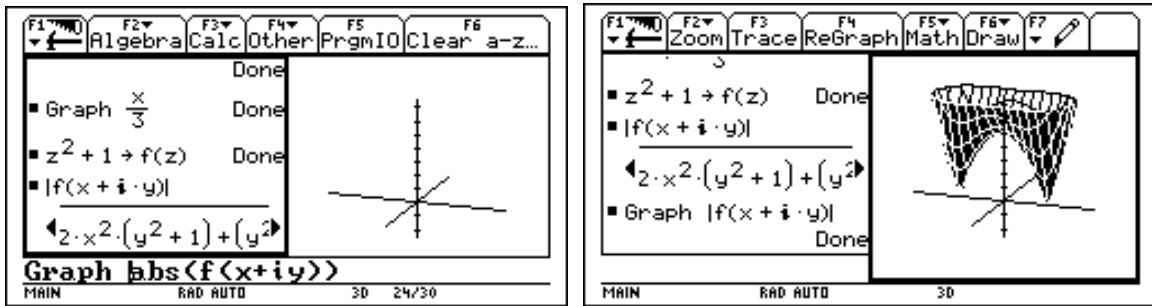 F1 F2 F3 F4 F5 F6
Algebra Calc Other PrgmIO Clear a-z…
Done
▪ Graph x/3 Done
▪ z² + 1 → f(z) Done
▪ |f(x + i·y)|
2·x²·(y² + 1) + (y²
Graph abs(f(x+iy))
MAIN RAD AUTO 3D 24/30
F1 F2 F3 F4 F5 F6 F7
Zoom Trace ReGraph Math Draw
▪ z² + 1 → f(z) Done
▪ |f(x + i·y)|
2·x²·(y² + 1) + (y²
▪ Graph |f(x + i·y)|
Done
MAIN RAD AUTO 3D